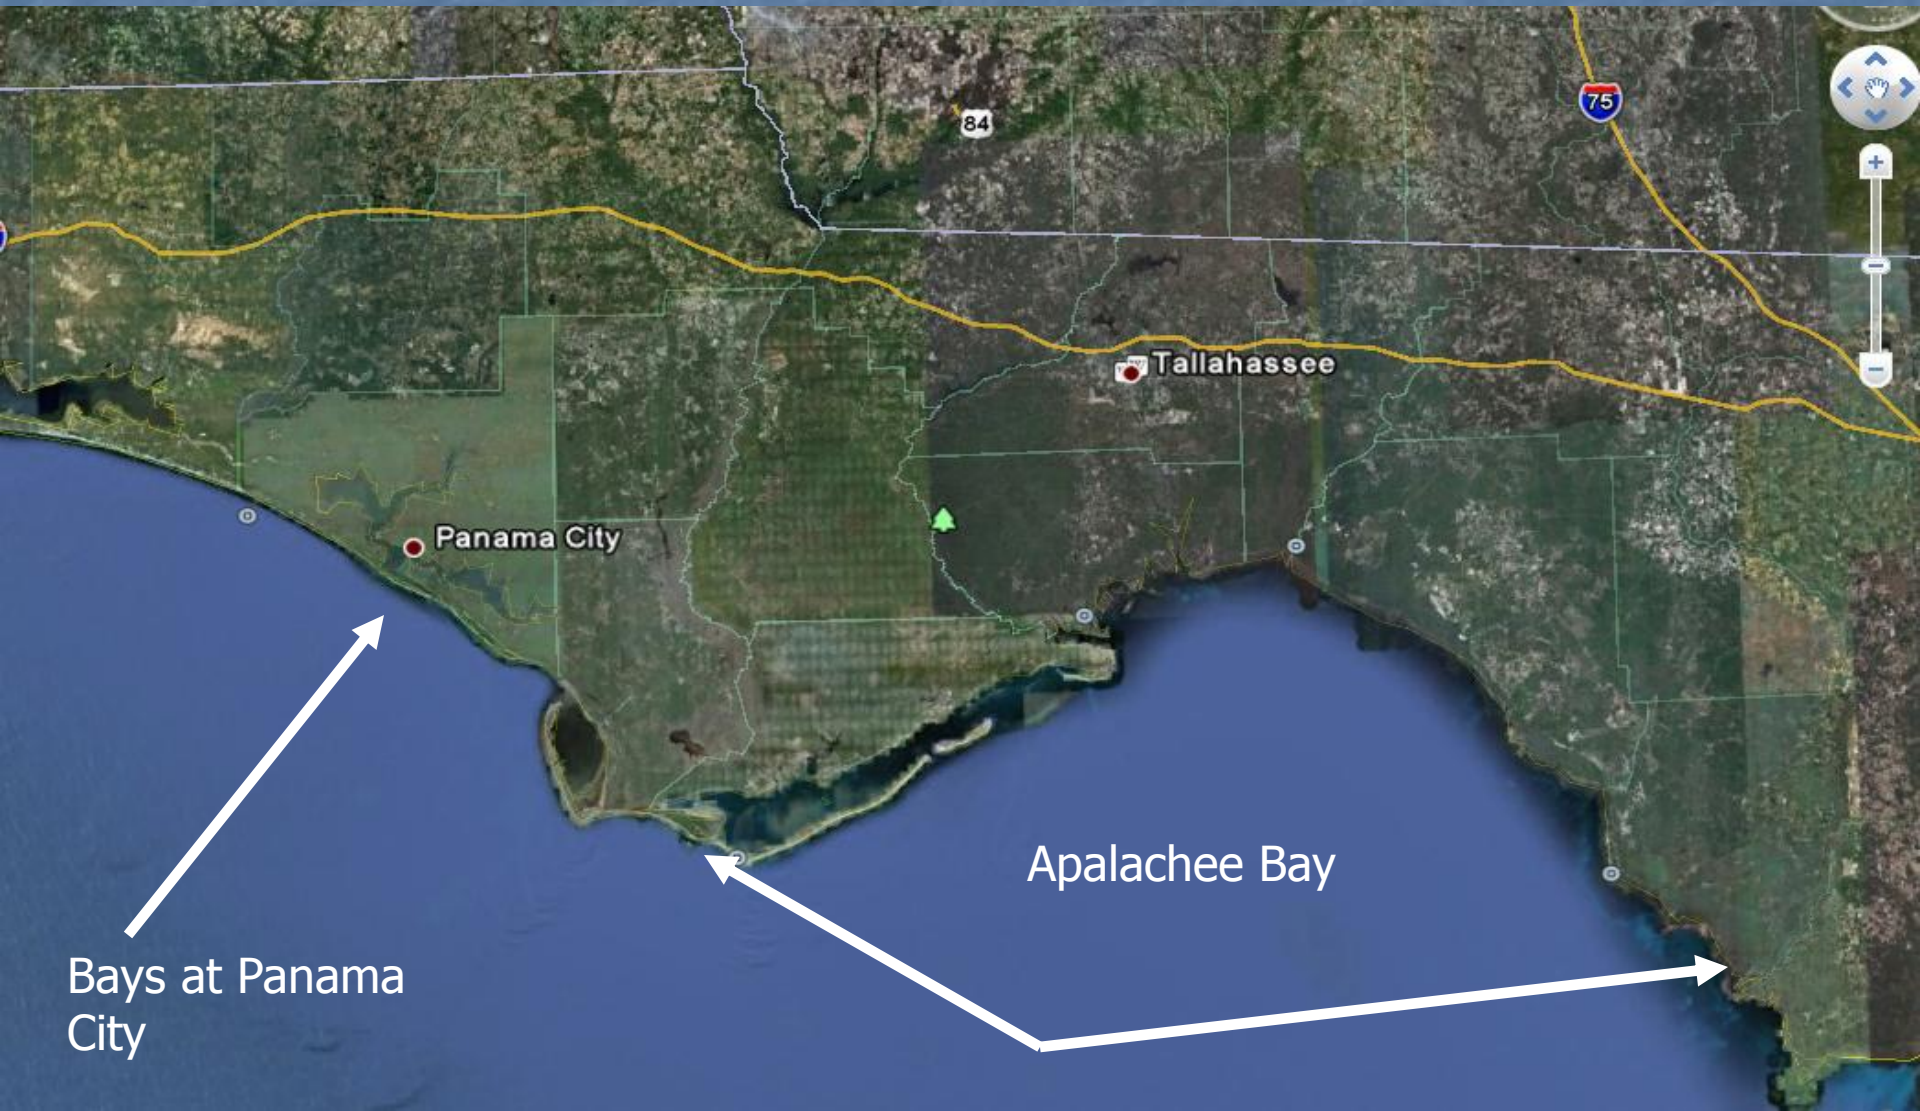 84
75
Tallahassee
Panama City
Apalachee Bay
Bays at Panama
City